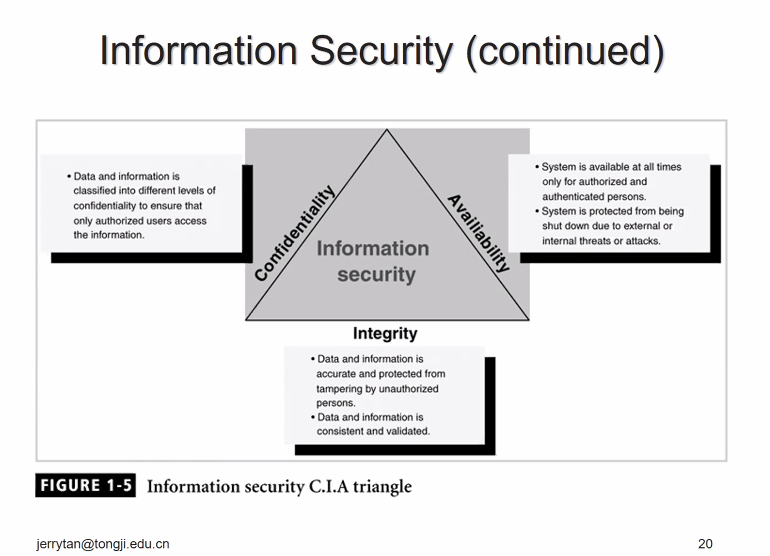 Information Security (continued)
• Data and information is
classified into different levels of
confidentiality to ensure that
only authorized users access
the information.
Confidentiality
Information
security
Availiability
• System is available at all times
only for authorized and
authenticated persons.
• System is protected from being
shut down due to external or
internal threats or attacks.
Integrity
• Data and information is
accurate and protected from
tampering by unauthorized
persons.
• Data and information is
consistent and validated.
FIGURE 1-5 Information security C.I.A triangle
jerrytan@tongji.edu.cn
20